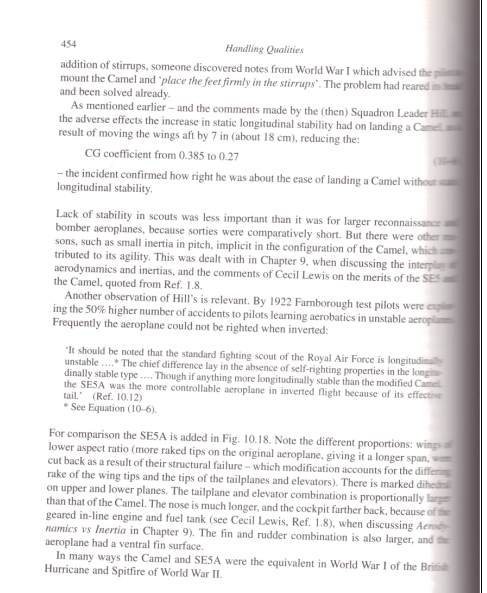 454
Handling Qualities
addition of stirrups, someone discovered notes from World War I which advised the
mount the Camel and 'place the feet firmly in the stirrups'. The problem had reared its
and been solved already.
As mentioned earlier – and the comments made by the (then) Squadron Leader Hill,
the adverse effects the increase in static longitudinal stability had on landing a Camel,
result of moving the wings aft by 7 in (about 18 cm), reducing the:
CG coefficient from 0.385 to 0.27
(10–6)
– the incident confirmed how right he was about the ease of landing a Camel without
longitudinal stability.
Lack of stability in scouts was less important than it was for larger reconnaissance and
bomber aeroplanes, because sorties were comparatively short. But there were other rea-
sons, such as small inertia in pitch, implicit in the configuration of the Camel, which con-
tributed to its agility. This was dealt with in Chapter 9, when discussing the interplay of
aerodynamics and inertias, and the comments of Cecil Lewis on the merits of the SE5 and
the Camel, quoted from Ref. 1.8.
Another observation of Hill's is relevant. By 1922 Farnborough test pilots were
ing the 50% higher number of accidents to pilots learning aerobatics in unstable aeroplanes.
Frequently the aeroplane could not be righted when inverted:
'It should be noted that the standard fighting scout of the Royal Air Force is longitudinally
unstable ....* The chief difference lay in the absence of self-righting properties in the longitu-
dinally stable type .... Though if anything more longitudinally stable than the modified Camel,
the SE5A was the more controllable aeroplane in inverted flight because of its effective
tail.' (Ref. 10.12)
* See Equation (10–6).
For comparison the SE5A is added in Fig. 10.18. Note the different proportions: wings of
lower aspect ratio (more raked tips on the original aeroplane, giving it a longer span, were
cut back as a result of their structural failure – which modification accounts for the differing
rake of the wing tips and the tips of the tailplanes and elevators). There is marked dihedral
on upper and lower planes. The tailplane and elevator combination is proportionally larger
than that of the Camel. The nose is much longer, and the cockpit farther back, because of the
geared in-line engine and fuel tank (see Cecil Lewis, Ref. 1.8), when discussing Aerody-
namics vs Inertia in Chapter 9). The fin and rudder combination is also larger, and the
aeroplane had a ventral fin surface.
In many ways the Camel and SE5A were the equivalent in World War I of the British
Hurricane and Spitfire of World War II.